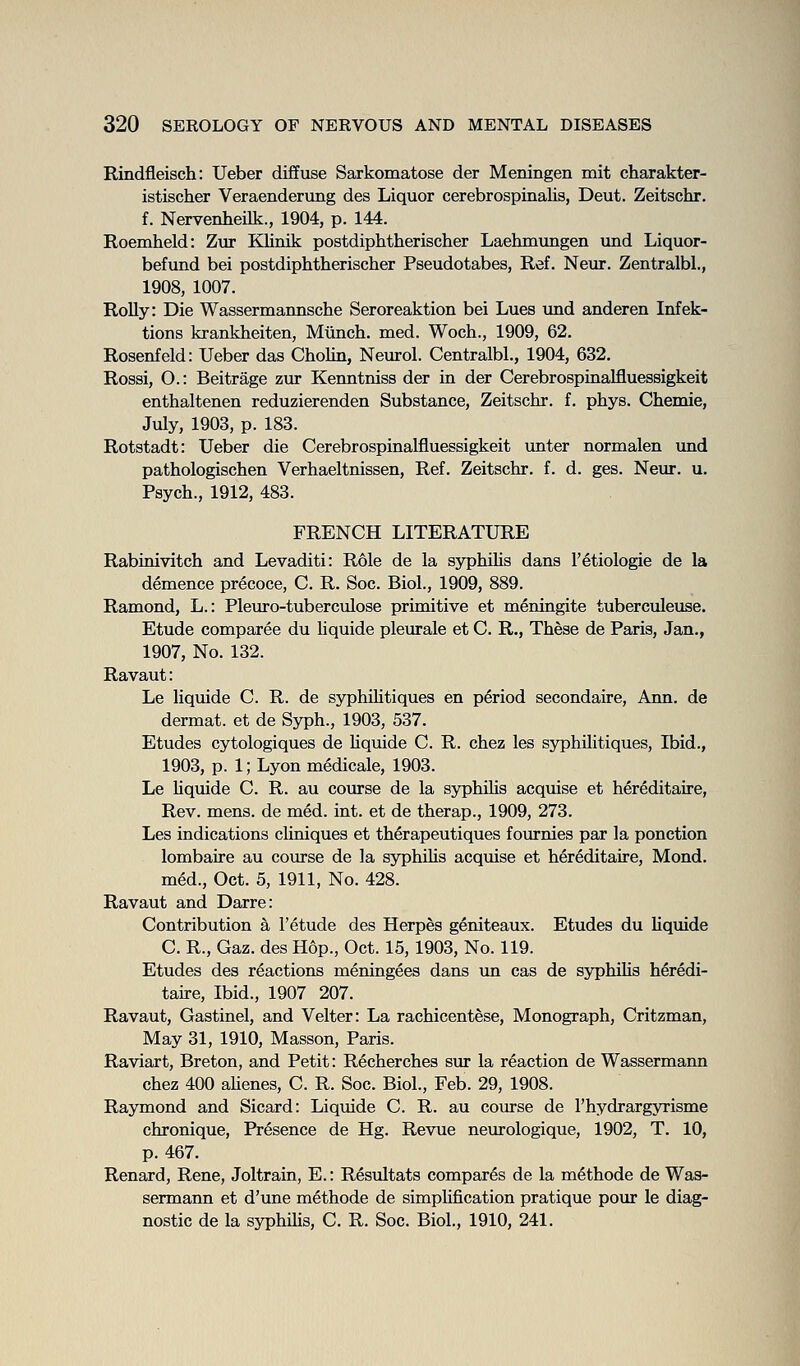 320 SEROLOGY OF NERVOUS AND MENTAL DISEASES
Rindfleisch: Ueber diffuse Sarkomatose der Meningen mit charakter-
istischer Veraenderung des Liquor cerebrospinalis, Deut. Zeitschr.
f. Nervenheilk., 1904, p. 144.
Roemheld: Zur Klinik postdiphtherischer Laehmungen und Liquor-
befund bei postdiphtherischer Pseudotabes, Ref. Neur. Zentralbl.,
1908, 1007.
Rolly: Die Wassermannsche Seroreaktion bei Lues und anderen Infek-
tions krankheiten, Münch. med. Woch., 1909, 62.
Rosenfeld: Ueber das Cholin, Neurol. Centralbl., 1904, 632.
Rossi, O.: Beiträge zur Kenntniss der in der Cerebrospinalfluessigkeit
enthaltenen reduzierenden Substance, Zeitschr. f. phys. Chemie,
July, 1903, p. 183.
Rotstadt: Ueber die Cerebrospinalfluessigkeit unter normalen und
pathologischen Verhaeltnissen, Ref. Zeitschr. f. d. ges. Neur. u.
Psych., 1912, 483.
FRENCH LITERATURE
Rabinivitch and Levaditi: Rôle de la syphilis dans l'étiologie de la
démence précoce, C. R. Soc. Biol., 1909, 889.
Ramond, L.: Pleuro-tuberculose primitive et méningite tuberculeuse.
Etude comparée du liquide pleurale et C. R., Thèse de Paris, Jan.,
1907, No. 132.
Ravaut:
Le liquide C. R. de syphilitiques en périod secondaire, Ann. de
dermat. et de Syph., 1903, 537.
Etudes cytologiques de liquide C. R. chez les syphilitiques, Ibid.,
1903, p. 1; Lyon médicale, 1903.
Le liquide C. R. au course de la syphilis acquise et héréditaire,
Rev. mens. de méd. int. et de therap., 1909, 273.
Les indications cliniques et thérapeutiques fournies par la ponction
lombaire au course de la syphilis acquise et héréditaire, Mond.
méd., Oct. 5, 1911, No. 428.
Ravaut and Darre:
Contribution à l'étude des Herpès géniteaux. Etudes du liquide
C. R., Gaz. des Hôp., Oct. 15, 1903, No. 119.
Etudes des réactions méningées dans un cas de syphilis hérédi-
taire, Ibid., 1907 207.
Ravaut, Gastinel, and Velter: La rachicentèse, Monograph, Critzman,
May 31, 1910, Masson, Paris.
Raviart, Breton, and Petit: Récherches sur la réaction de Wassermann
chez 400 alienes, C. R. Soc. Biol., Feb. 29, 1908.
Raymond and Sicard: Liquide C. R. au course de l'hydrargyrisme
chronique, Présence de Hg. Revue neurologique, 1902, T. 10,
p. 467.
Renard, Rene, Joltrain, E.: Résultats comparés de la méthode de Was-
sermann et d'une méthode de simplification pratique pour le diag-
nostic de la syphilis, C. R. Soc. Biol., 1910, 241.